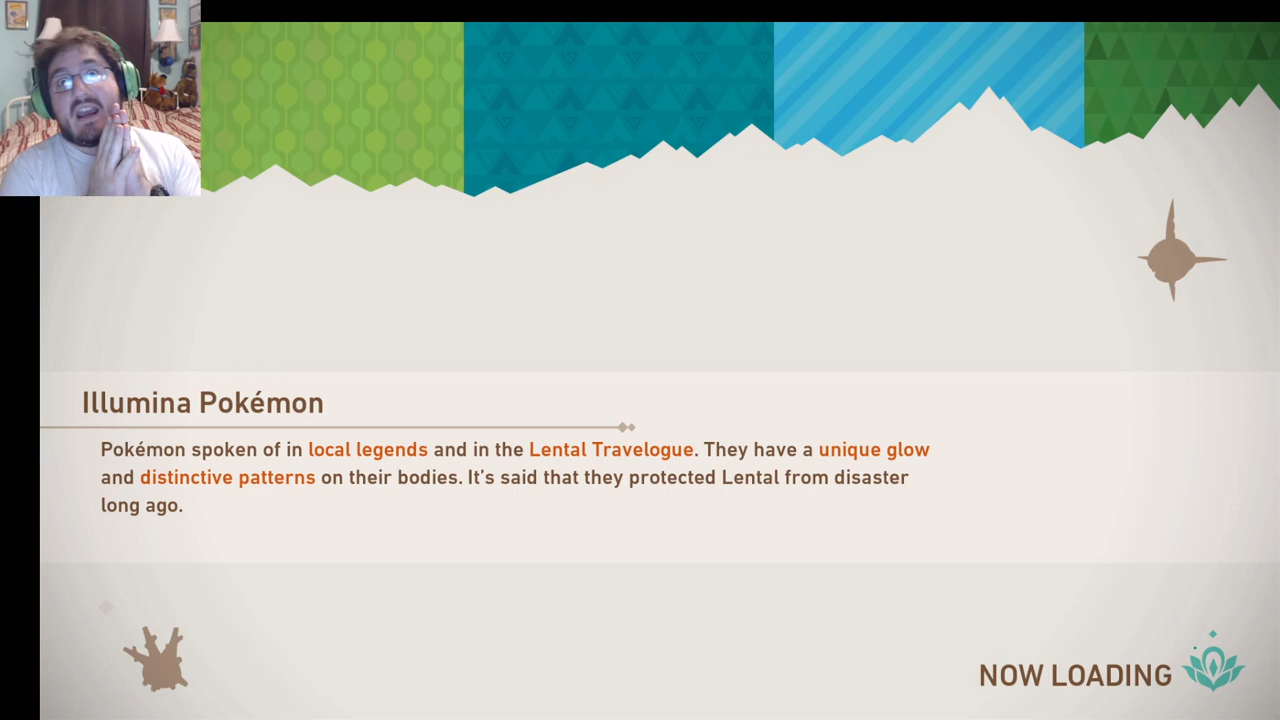 Illumina Pokémon
Pokémon spoken of in local legends and in the Lental Travelogue. They have a unique glow
and distinctive patterns on their bodies. It's said that they protected Lental from disaster
long ago.
NOW LOADING